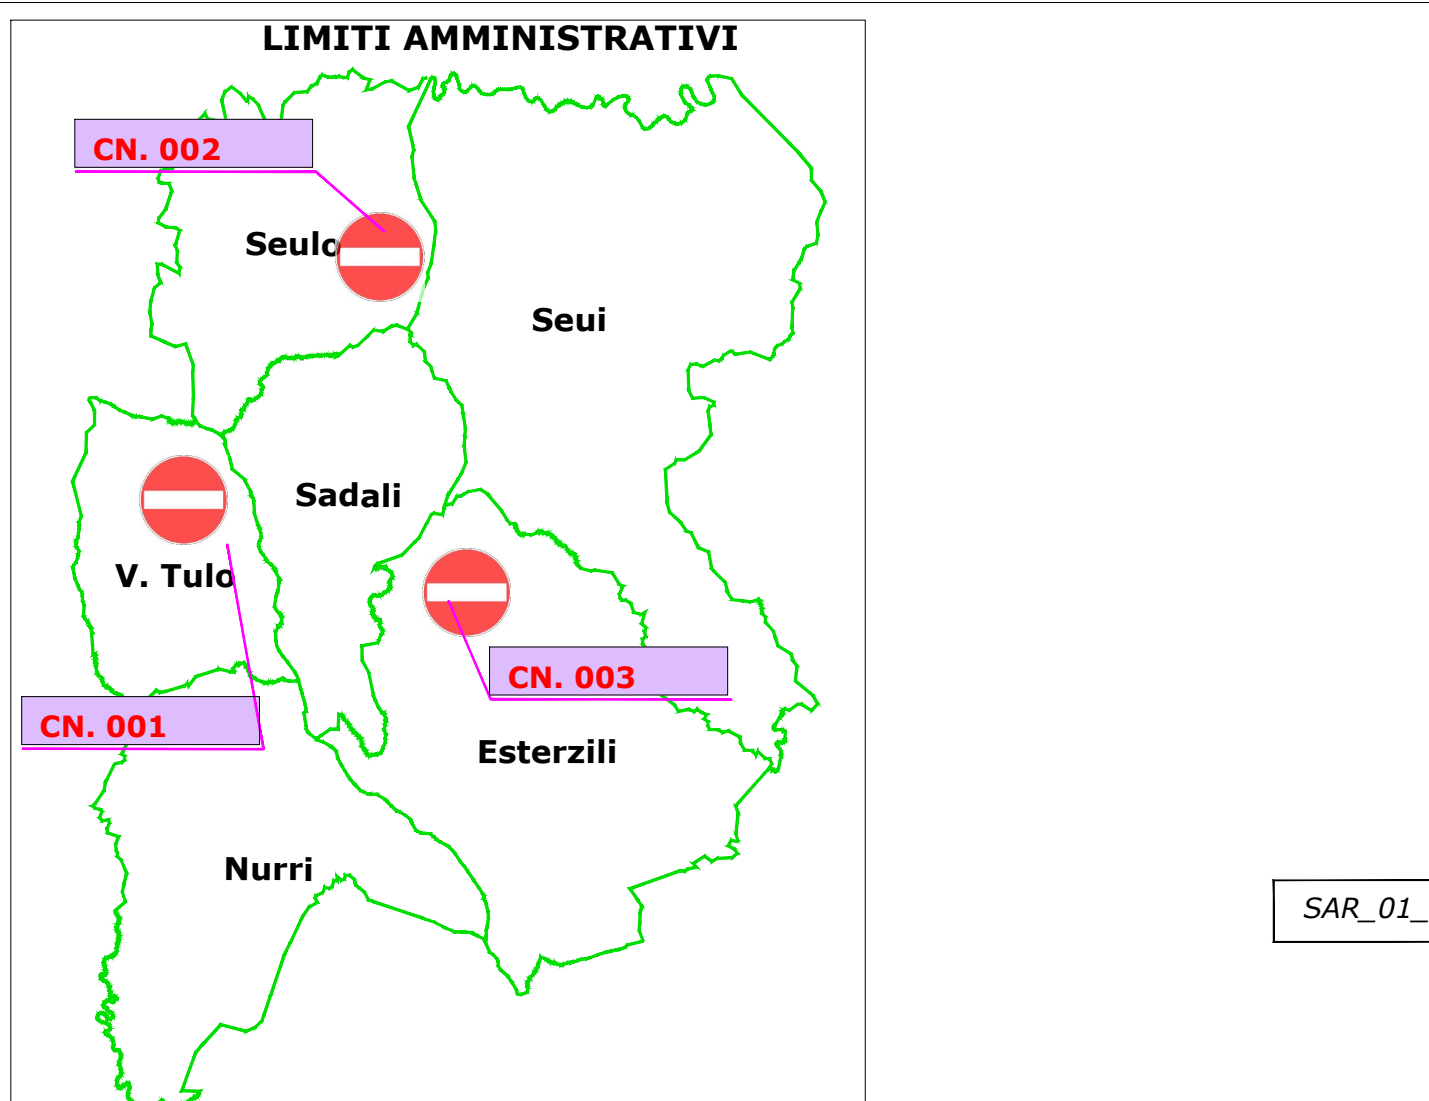 LIMITI AMMINISTRATIVI
CN. 002
Seulo
Seui
Sadali
V. Tulo
CN. 003
CN. 001
Esterzili
Nurri
SAR_01_